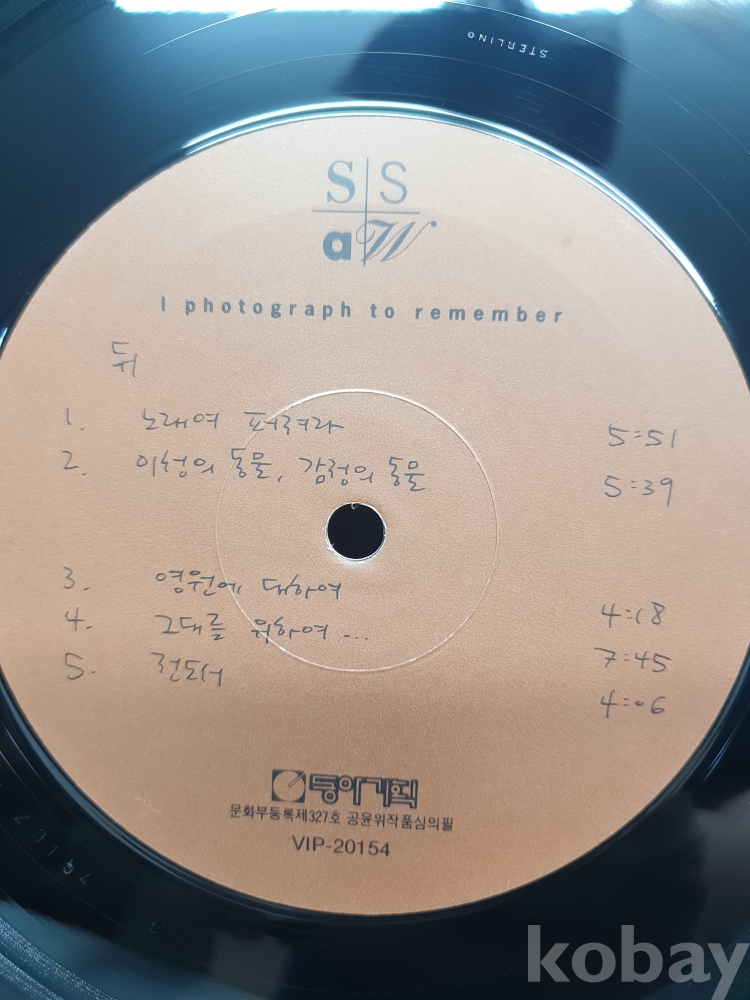 STERLING
S S
a W
I photograph to remember
뒤
1. 노래여 퍼져라 5:51
2. 이성의 동물, 감정의 동물 5:39
3. 영원에 대하여 4:18
4. 그대를 위하여... 7:45
5. 전도서 4:06
동아기획
문화부등록제327호 공윤위작품심의필
VIP-20154
kobay